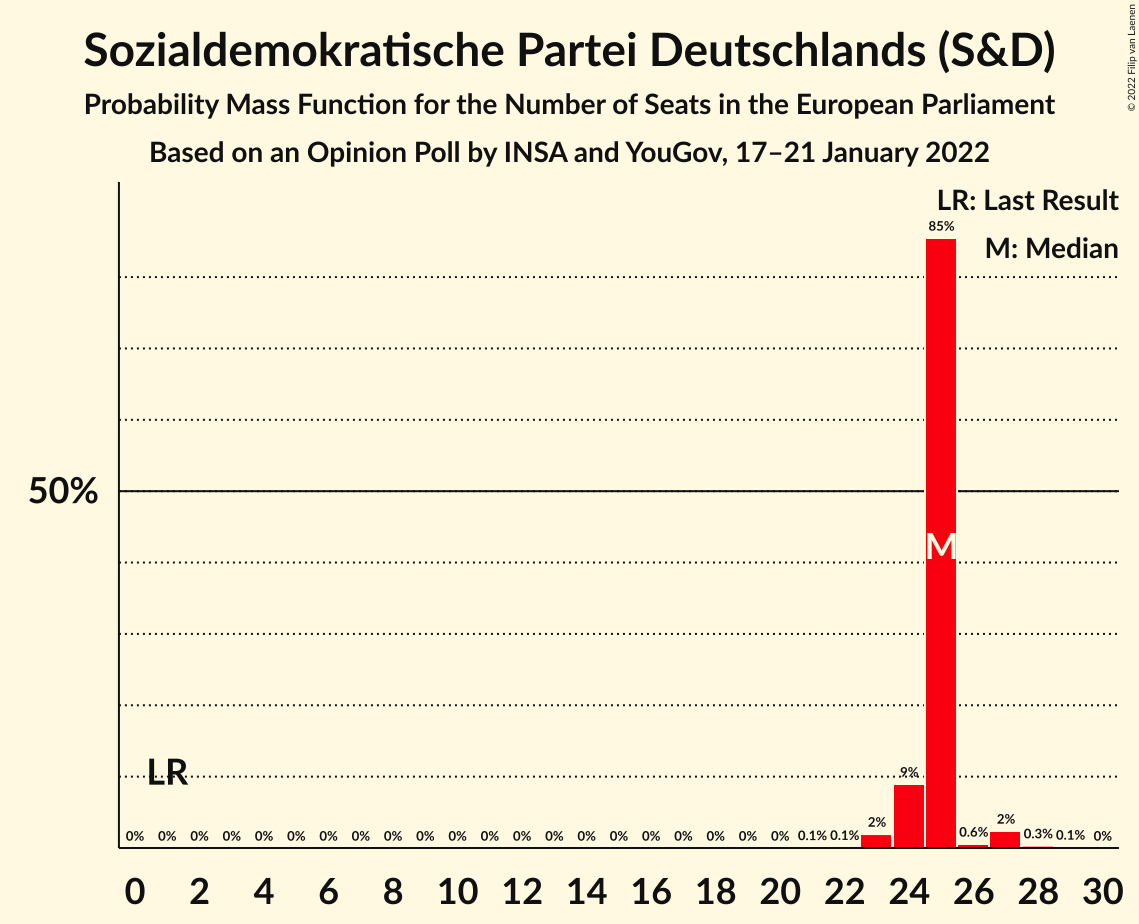 Sozialdemokratische Partei Deutschlands (S&D)
Probability Mass Function for the Number of Seats in the European Parliament
Based on an Opinion Poll by INSA and YouGov, 17–21 January 2022
© 2022 Filip van Laenen
LR: Last Result
85%
M: Median
50%
M
LR
9%
2%
2%
0% 0% 0% 0% 0% 0% 0% 0% 0% 0% 0% 0% 0% 0% 0% 0% 0% 0% 0% 0% 0% 0.1% 0.1% 0.6% 0.3% 0.1% 0%
0 2 4 6 8 10 12 14 16 18 20 22 24 26 28 30